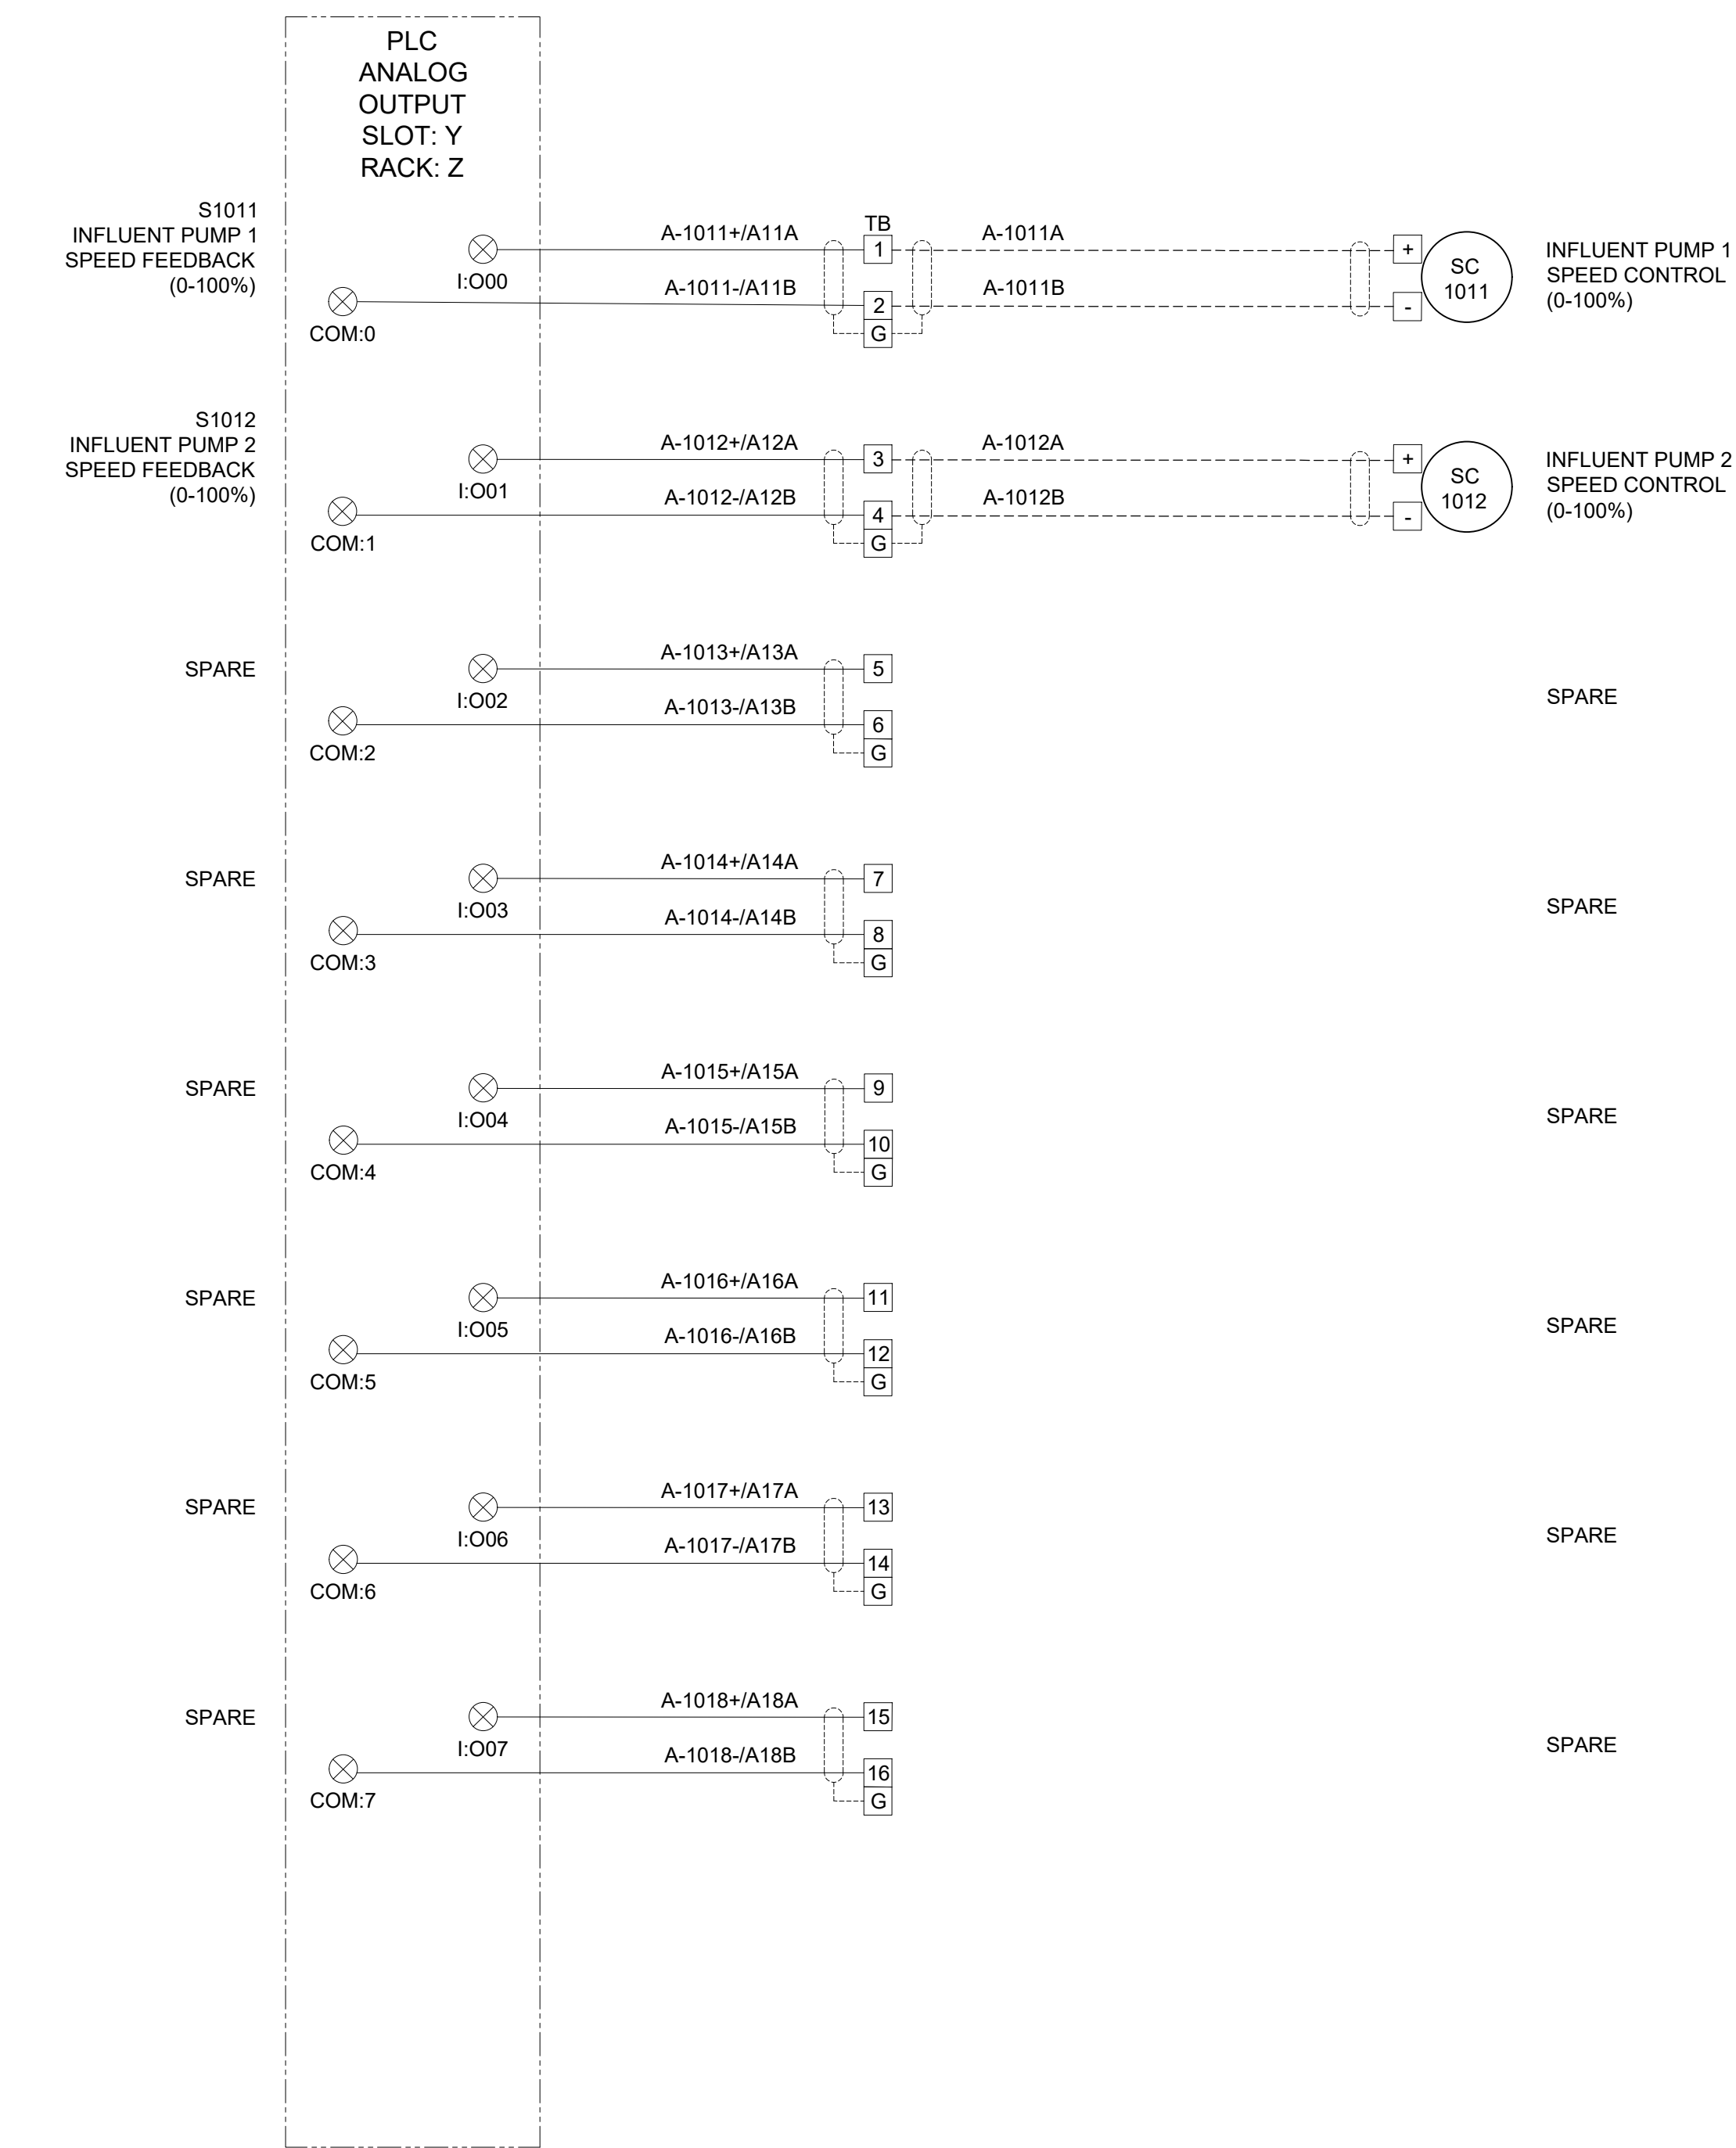 PLC
ANALOG
OUTPUT
SLOT: Y
RACK: Z
S1011
INFLUENT PUMP 1
SPEED FEEDBACK
(0-100%)
I:O00
COM:0
A-1011+/A11A
A-1011-/A11B
TB
1
2
G
A-1011A
A-1011B
+
-
SC
1011
INFLUENT PUMP 1
SPEED CONTROL
(0-100%)
S1012
INFLUENT PUMP 2
SPEED FEEDBACK
(0-100%)
I:O01
COM:1
A-1012+/A12A
A-1012-/A12B
3
4
G
A-1012A
A-1012B
+
-
SC
1012
INFLUENT PUMP 2
SPEED CONTROL
(0-100%)
SPARE
I:O02
COM:2
A-1013+/A13A
A-1013-/A13B
5
6
G
SPARE
SPARE
I:O03
COM:3
A-1014+/A14A
A-1014-/A14B
7
8
G
SPARE
SPARE
I:O04
COM:4
A-1015+/A15A
A-1015-/A15B
9
10
G
SPARE
SPARE
I:O05
COM:5
A-1016+/A16A
A-1016-/A16B
11
12
G
SPARE
SPARE
I:O06
COM:6
A-1017+/A17A
A-1017-/A17B
13
14
G
SPARE
SPARE
I:O07
COM:7
A-1018+/A18A
A-1018-/A18B
15
16
G
SPARE